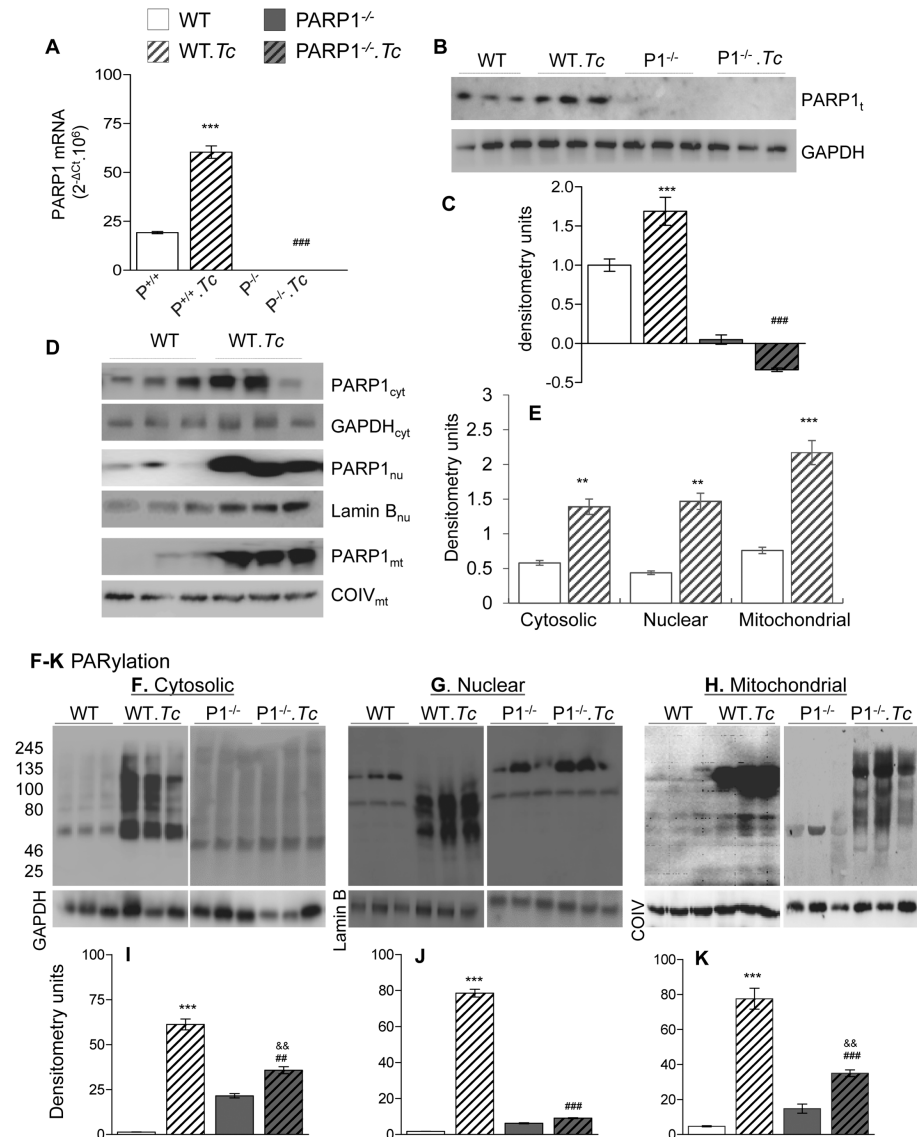 WT
PARP1-/-
WT.Tc
PARP1-/-.Tc
A
100
75
50
25
0
PARP1 mRNA
(2-ΔCt.10⁶)
***
###
P+/+
P+/+.Tc
P-/-
P-/-.Tc
B
WT
WT.Tc
P1-/-
P1-/-.Tc
PARP1t
GAPDH
C
densitometry units
2.0
1.5
1.0
0.5
0.0
-0.5
***
###
D
WT
WT.Tc
PARP1cyt
GAPDHcyt
PARP1nu
Lamin Bnu
PARP1mt
COIVmt
E
Densitometry units
3
2.5
2
1.5
1
0.5
0
**
**
***
Cytosolic
Nuclear
Mitochondrial
F-K PARylation
F. Cytosolic
G. Nuclear
H. Mitochondrial
WT
WT.Tc
P1-/-
P1-/-.Tc
WT
WT.Tc
P1-/-
P1-/-.Tc
WT
WT.Tc
P1-/-
P1-/-.Tc
245
135
100
80
46
25
GAPDH
Lamin B
COIV
I
Densitometry units
100
75
50
25
0
***
&&
##
J
100
80
60
40
20
0
***
###
K
100
80
60
40
20
0
***
&&
###